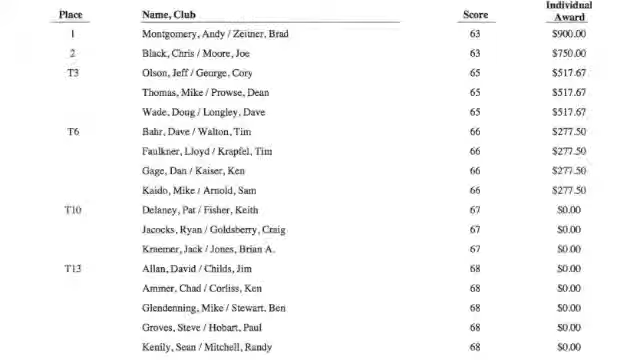 Place Name, Club Score Individual Award
1 Montgomery, Andy / Zeitner, Brad 63 $900.00
2 Black, Chris / Moore, Joe 63 $750.00
T3 Olson, Jeff / George, Cory 65 $517.67
Thomas, Mike / Prowse, Dean 65 $517.67
Wade, Doug / Longley, Dave 65 $517.67
T6 Bahr, Dave / Walton, Tim 66 $277.50
Faulkner, Lloyd / Krapfel, Tim 66 $277.50
Gage, Dan / Kaiser, Ken 66 $277.50
Kaido, Mike / Arnold, Sam 66 $277.50
T10 Delaney, Pat / Fisher, Keith 67 $0.00
Jacocks, Ryan / Goldsberry, Craig 67 $0.00
Kraemer, Jack / Jones, Brian A. 67 $0.00
T13 Allan, David / Childs, Jim 68 $0.00
Ammer, Chad / Corliss, Ken 68 $0.00
Glendenning, Mike / Stewart, Ben 68 $0.00
Groves, Steve / Hobart, Paul 68 $0.00
Kenily, Sean / Mitchell, Randy 68 $0.00